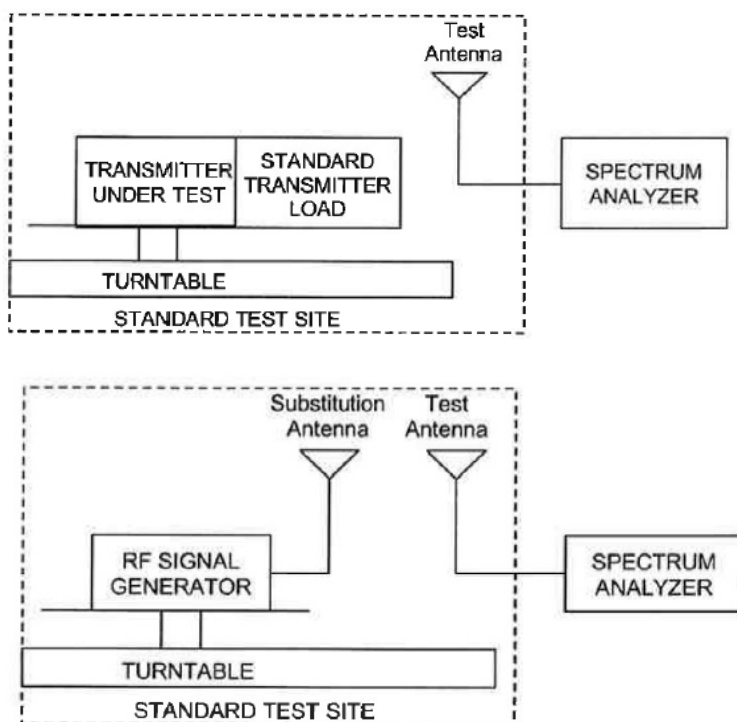 Test
Antenna
TRANSMITTER
UNDER TEST
STANDARD
TRANSMITTER
LOAD
SPECTRUM
ANALYZER
TURNTABLE
STANDARD TEST SITE
Substitution
Antenna
Test
Antenna
RF SIGNAL
GENERATOR
SPECTRUM
ANALYZER
TURNTABLE
STANDARD TEST SITE